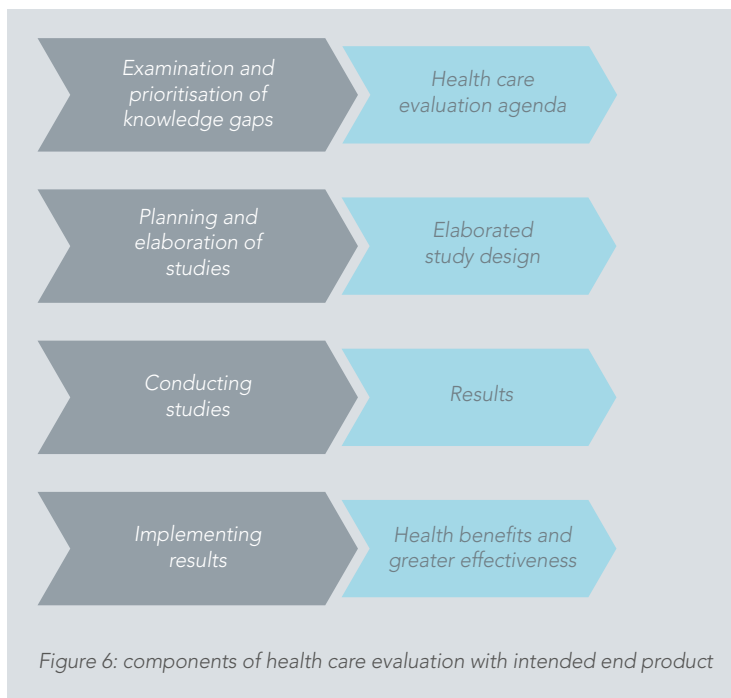 Examination and
prioritisation of
knowledge gaps
Health care
evaluation agenda
Planning and
elaboration of
studies
Elaborated
study design
Conducting
studies
Results
Implementing
results
Health benefits and
greater effectiveness
Figure 6: components of health care evaluation with intended end product